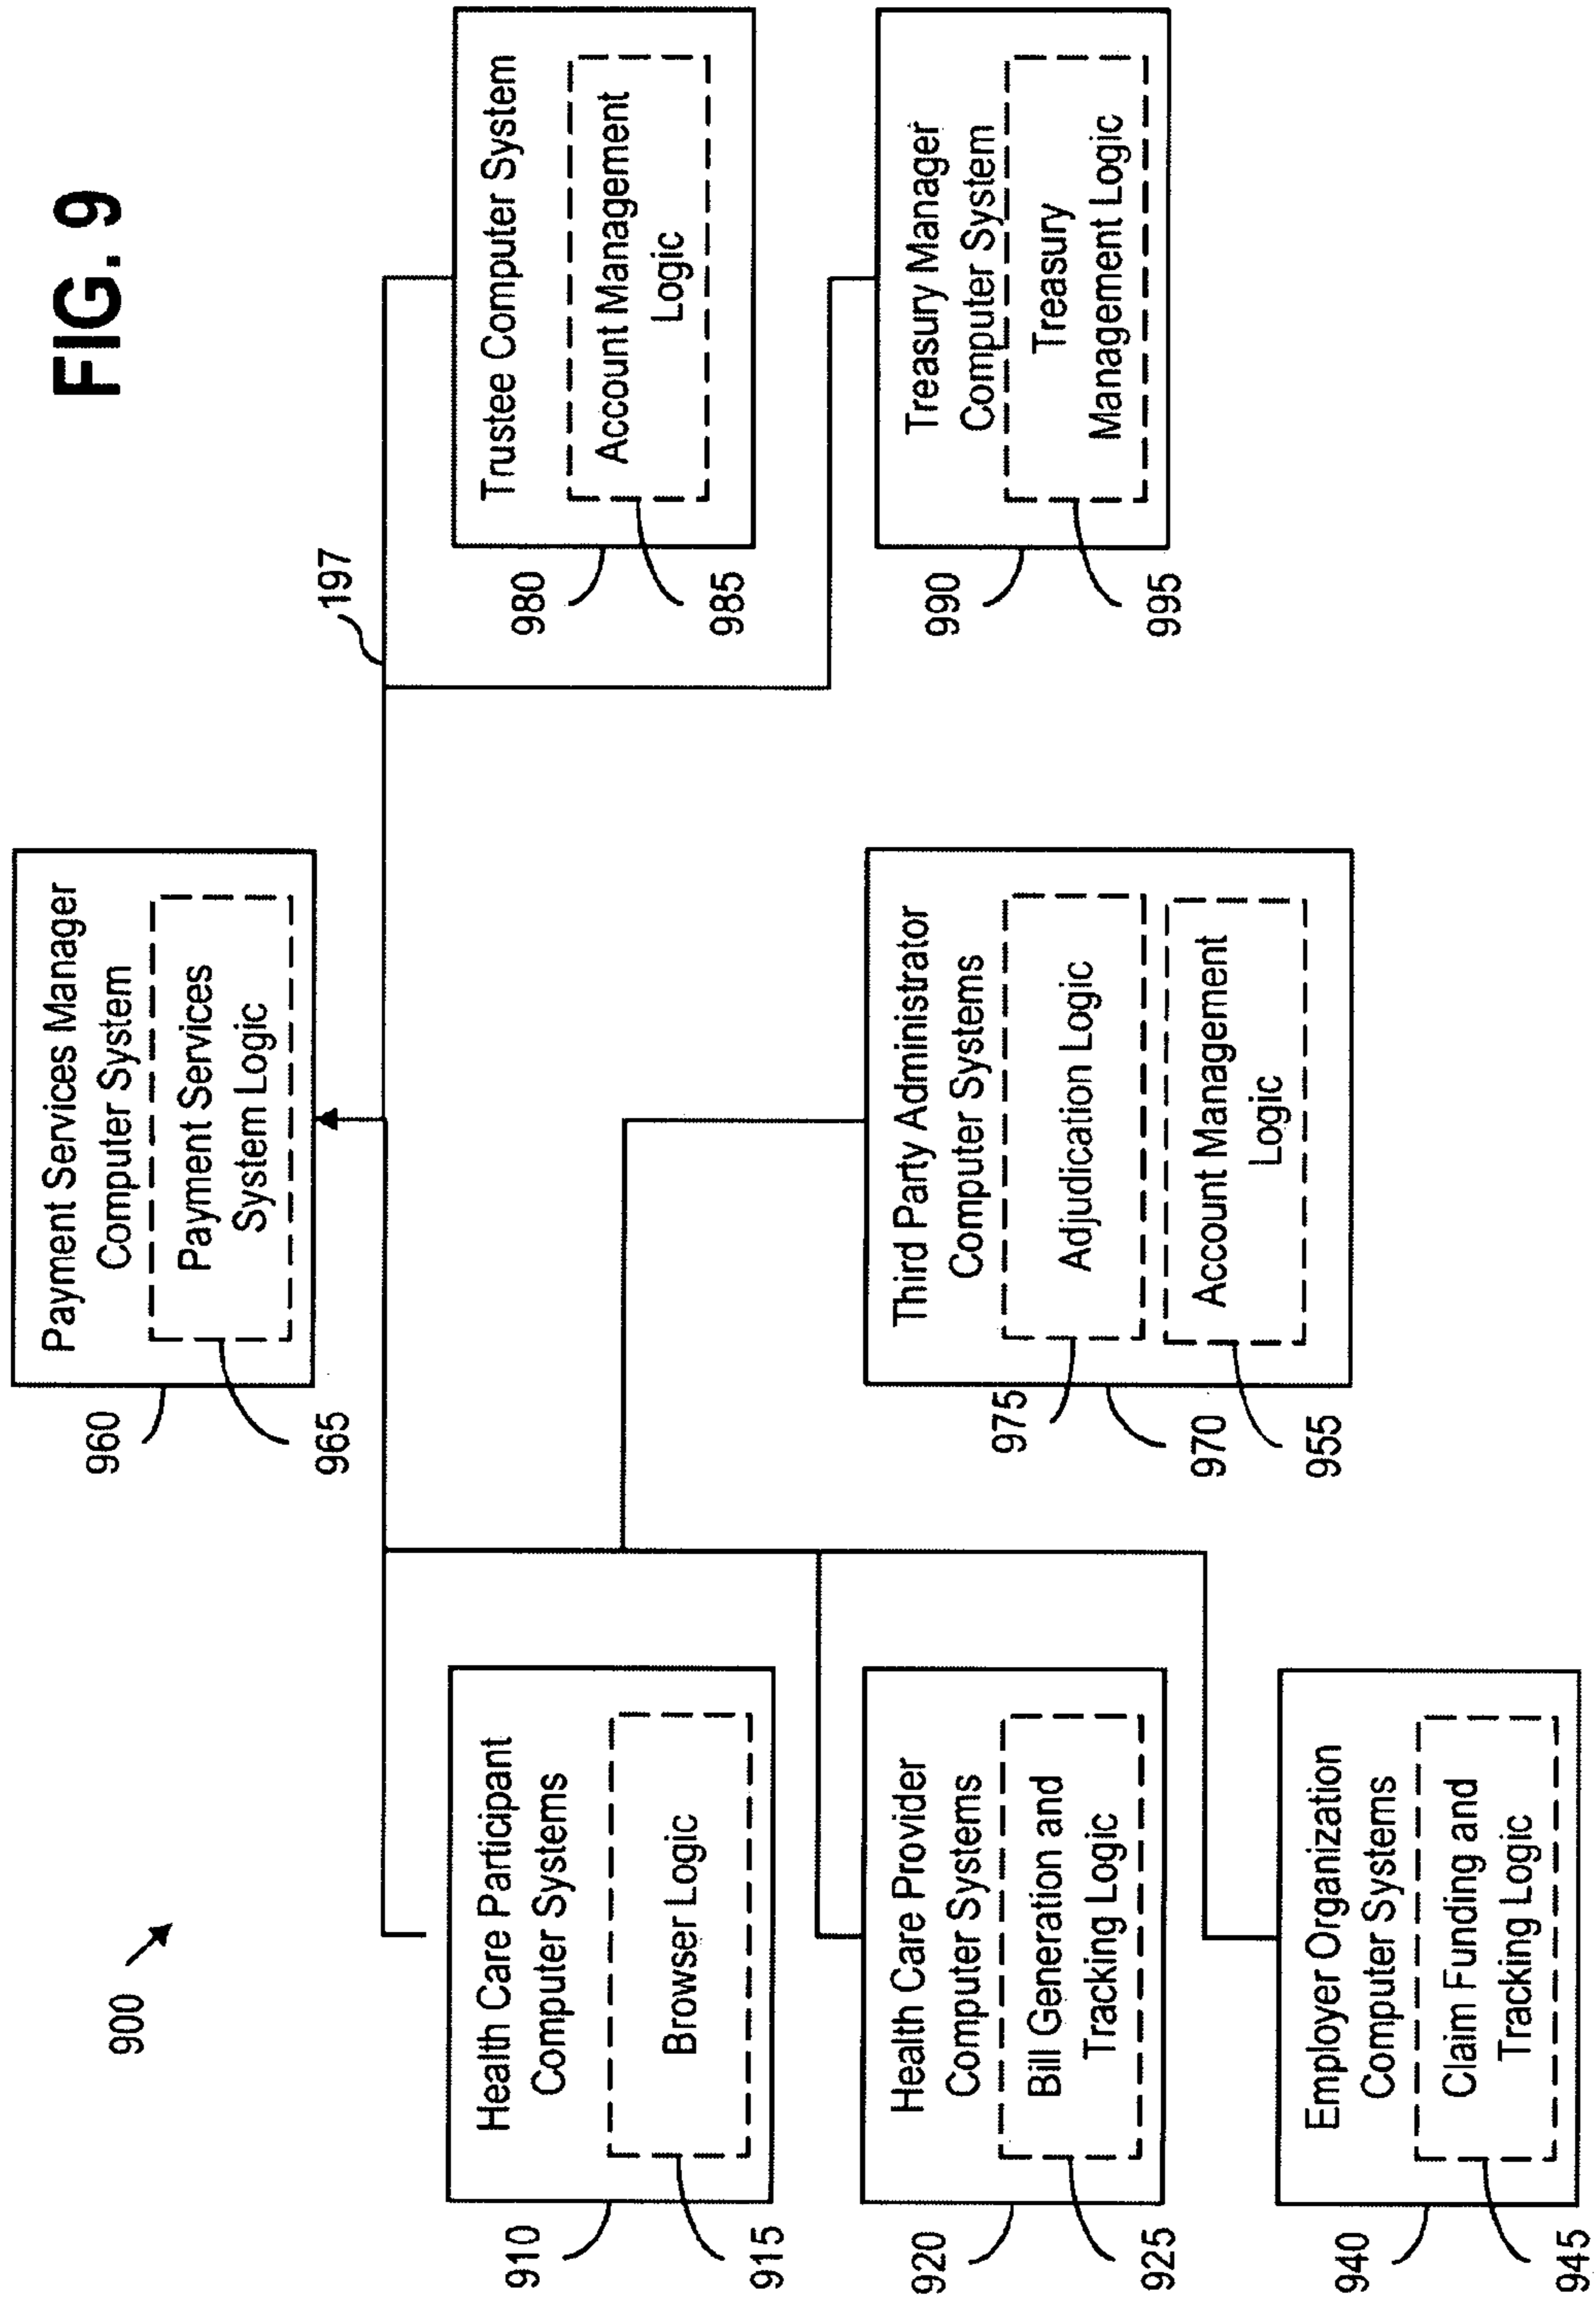 FIG. 9
900
Payment Services Manager
Computer System
Payment Services
System Logic
960
965
197
Health Care Participant
Computer Systems
Browser Logic
910
915
Health Care Provider
Computer Systems
Bill Generation and
Tracking Logic
920
925
Employer Organization
Computer Systems
Claim Funding and
Tracking Logic
940
945
Third Party Administrator
Computer Systems
Adjudication Logic
Account Management
Logic
975
970
955
Trustee Computer System
Account Management
Logic
980
985
Treasury Manager
Computer System
Treasury
Management Logic
990
995